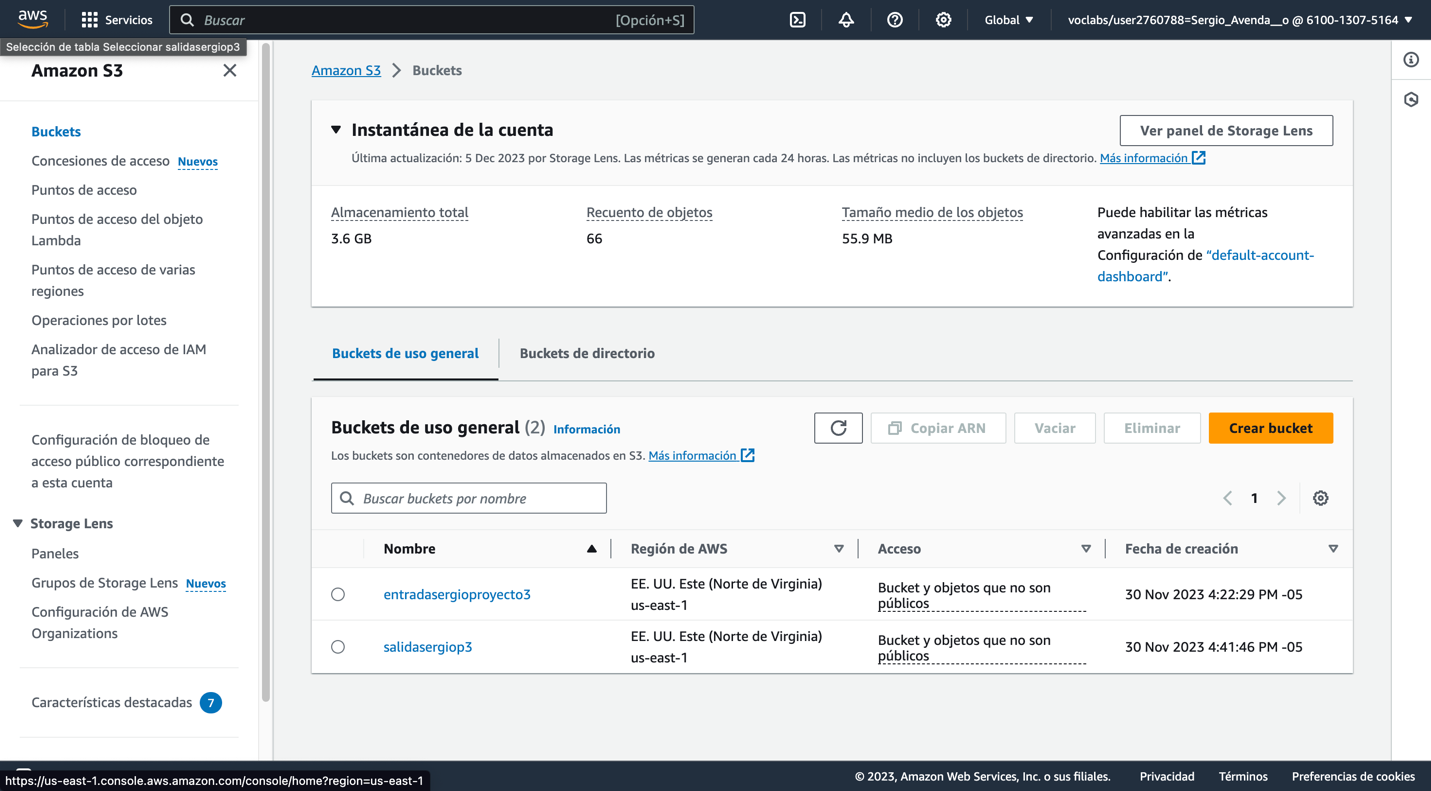 aws
Servicios
Buscar
[Opción+S]
Global
voclabs/user2760788=Sergio_Avenda__o @ 6100-1307-5164
Selección de tabla Seleccionar salidasergiop3
Amazon S3
Buckets
Concesiones de acceso Nuevos
Puntos de acceso
Puntos de acceso del objeto
Lambda
Puntos de acceso de varias
regiones
Operaciones por lotes
Analizador de acceso de IAM
para S3
Configuración de bloqueo de
acceso público correspondiente
a esta cuenta
Storage Lens
Paneles
Grupos de Storage Lens Nuevos
Configuración de AWS
Organizations
Características destacadas 7
Amazon S3 > Buckets
Instantánea de la cuenta
Ver panel de Storage Lens
Última actualización: 5 Dec 2023 por Storage Lens. Las métricas se generan cada 24 horas. Las métricas no incluyen los buckets de directorio. Más información
Almacenamiento total
3.6 GB
Recuento de objetos
66
Tamaño medio de los objetos
55.9 MB
Puede habilitar las métricas
avanzadas en la
Configuración de "default-account-
dashboard".
Buckets de uso general
Buckets de directorio
Buckets de uso general (2) Información
Copiar ARN
Vaciar
Eliminar
Crear bucket
Los buckets son contenedores de datos almacenados en S3. Más información
Buscar buckets por nombre
1
Nombre
Región de AWS
Acceso
Fecha de creación
entradasergioproyecto3
EE. UU. Este (Norte de Virginia)
us-east-1
Bucket y objetos que no son
públicos
30 Nov 2023 4:22:29 PM -05
salidasergiop3
EE. UU. Este (Norte de Virginia)
us-east-1
Bucket y objetos que no son
públicos
30 Nov 2023 4:41:46 PM -05
https://us-east-1.console.aws.amazon.com/console/home?region=us-east-1
© 2023, Amazon Web Services, Inc. o sus filiales.
Privacidad
Términos
Preferencias de cookies